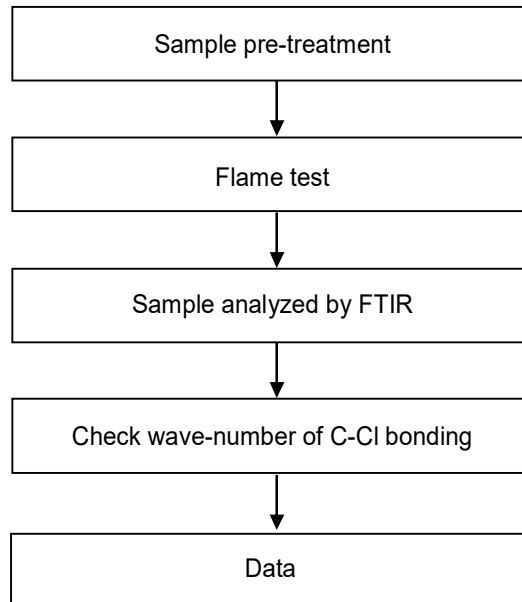 Sample pre-treatment
Flame test
Sample analyzed by FTIR
Check wave-number of C-Cl bonding
Data